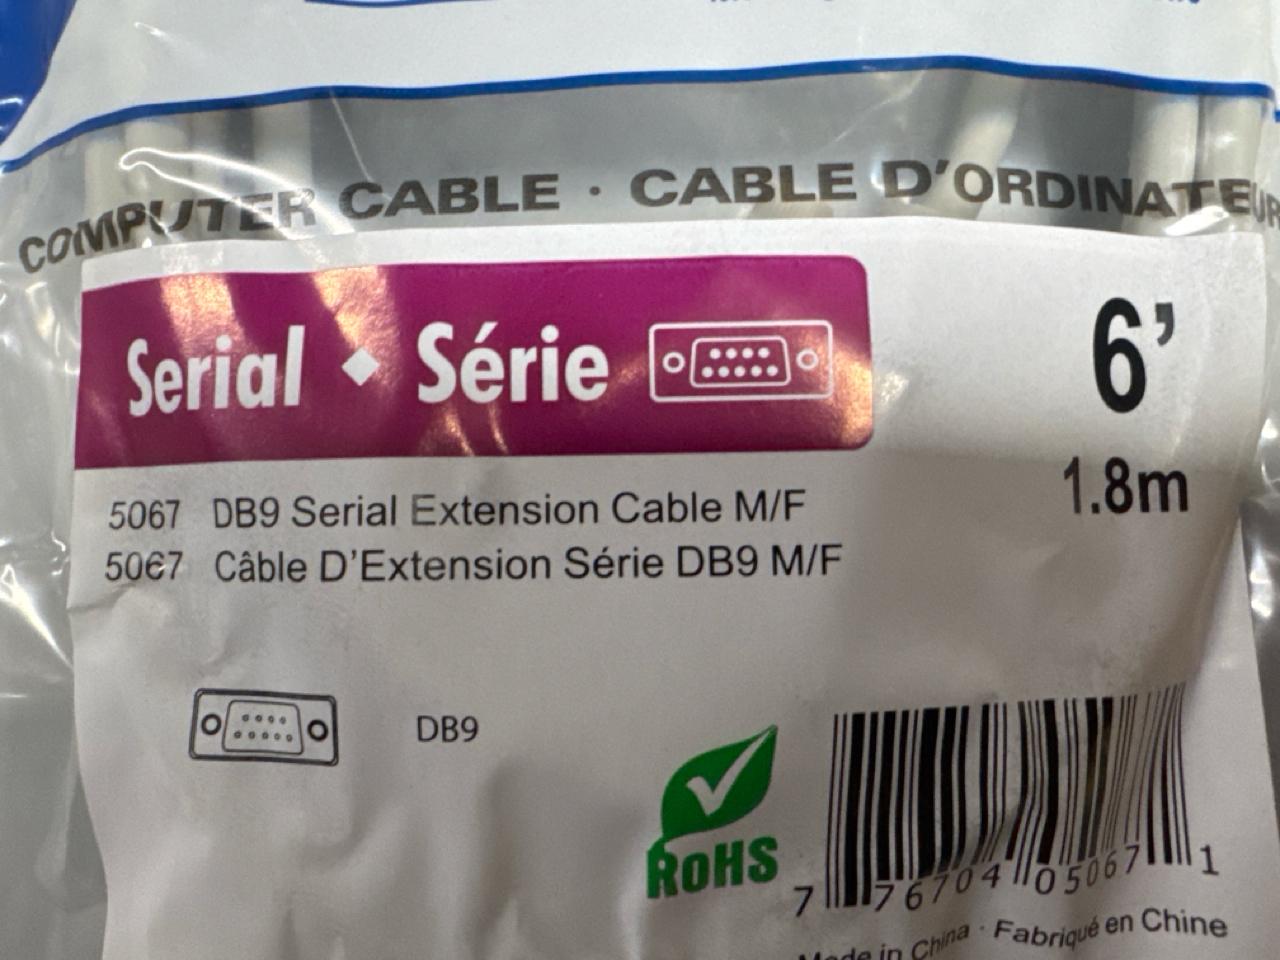 COMPUTER CABLE · CABLE D'ORDINATEUR
Serial ◆ Série
6'
1.8m
5067 DB9 Serial Extension Cable M/F
5067 Câble D'Extension Série DB9 M/F
DB9
RoHS
7 76704 05067 1
Made in China · Fabriqué en Chine